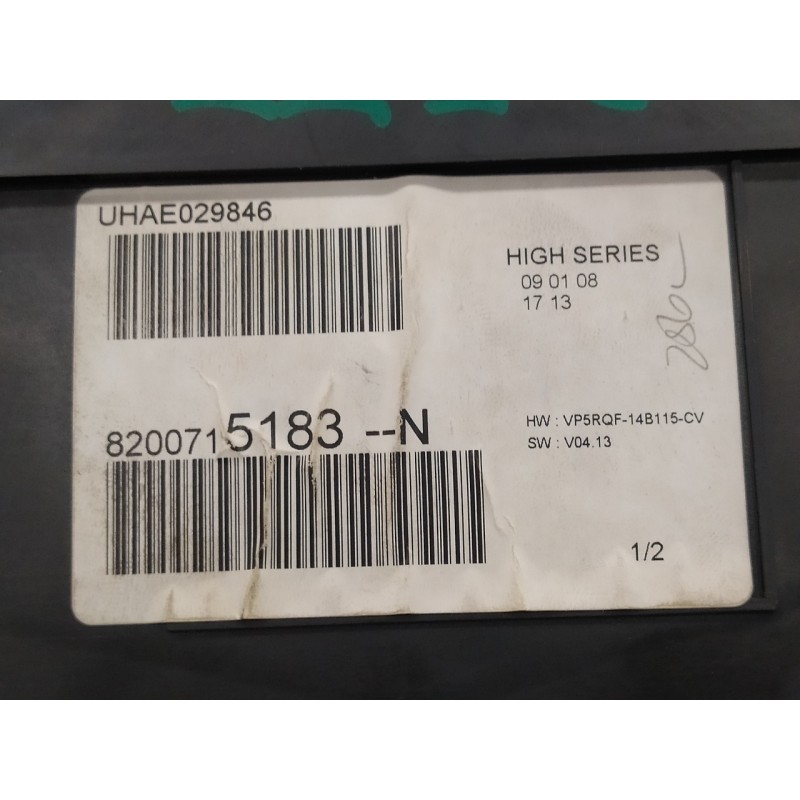 UHAE029846
HIGH SERIES
09 01 08
17 13
8200715183 --N
HW : VP5RQF-14B115-CV
SW : V04.13
1/2